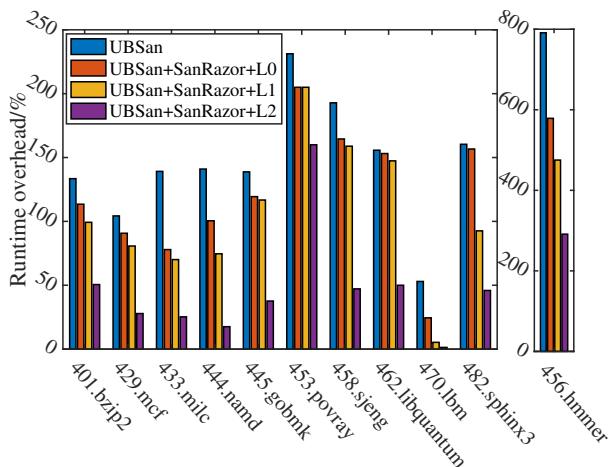 Runtime overhead/%
250
200
150
100
50
0
UBSan
UBSan+SanRazor+L0
UBSan+SanRazor+L1
UBSan+SanRazor+L2
401.bzip2
429.mcf
433.milc
444.namd
445.gobmk
453.povray
458.sjeng
462.libquantum
470.lbm
482.sphinx3
800
600
400
200
0
456.hmmer